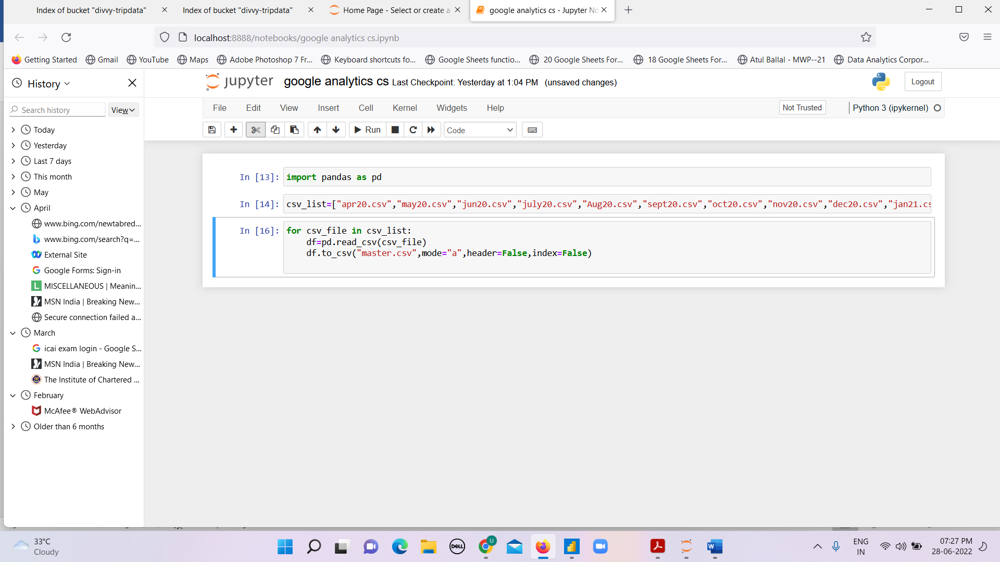 Index of bucket "divvy-tripdata"
Index of bucket "divvy-tripdata"
Home Page - Select or create a
google analytics cs - Jupyter No
localhost:8888/notebooks/google analytics cs.ipynb
Getting Started
Gmail
YouTube
Maps
Adobe Photoshop 7 Fr...
Keyboard shortcuts fo...
Google Sheets functio...
20 Google Sheets For...
18 Google Sheets For...
Atul Ballal - MWP--21
Data Analytics Corpor...
History
Search history
View
Today
Yesterday
Last 7 days
This month
May
April
www.bing.com/newtabred...
www.bing.com/search?q=...
External Site
Google Forms: Sign-in
MISCELLANEOUS | Meanin...
MSN India | Breaking New...
Secure connection failed a...
March
icai exam login - Google S...
MSN India | Breaking New...
The Institute of Chartered ...
February
McAfee® WebAdvisor
Older than 6 months
jupyter
google analytics cs Last Checkpoint: Yesterday at 1:04 PM (unsaved changes)
Logout
File
Edit
View
Insert
Cell
Kernel
Widgets
Help
Not Trusted
Python 3 (ipykernel)
Run
Code
In [13]: import pandas as pd
In [14]: csv_list=["apr20.csv","may20.csv","jun20.csv","july20.csv","Aug20.csv","sept20.csv","oct20.csv","nov20.csv","dec20.csv","jan21.cs
In [16]: for csv_file in csv_list:
df=pd.read_csv(csv_file)
df.to_csv("master.csv",mode="a",header=False,index=False)
33°C
Cloudy
DELL
U
ENG
IN
07:27 PM
28-06-2022